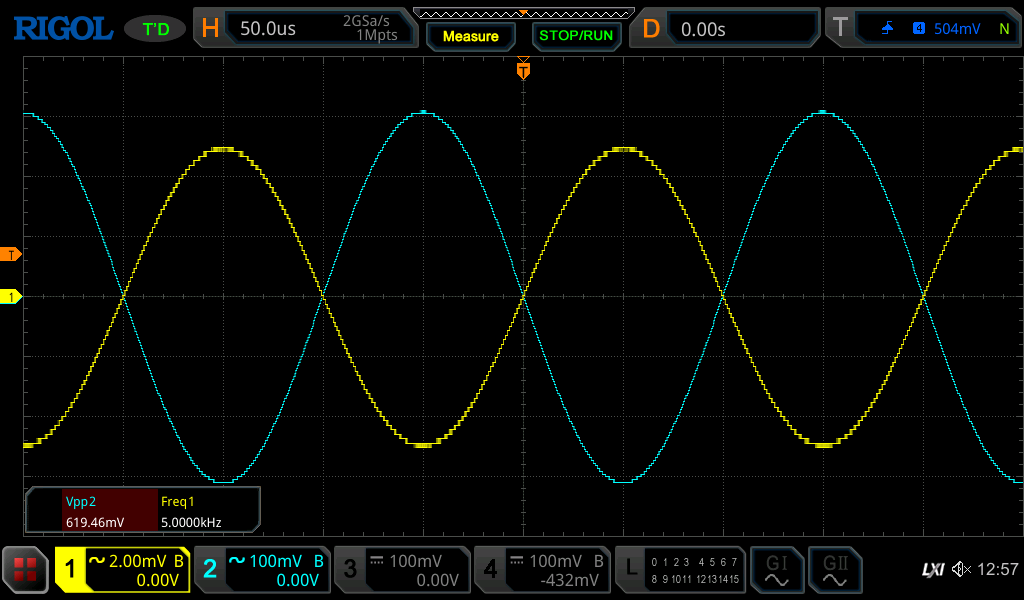 RIGOL T'D H 50.0us 2GSa/s 1Mpts Measure STOP/RUN D 0.00s T 4 504mV N
T
T
1
Vpp2 Freq1
619.46mV 5.0000kHz
1 2.00mV B 0.00V
2 100mV B 0.00V
3 100mV 0.00V
4 100mV B -432mV
L 0 1 2 3 4 5 6 7
8 9 10 11 12 13 14 15
GI GII
LXI 12:57